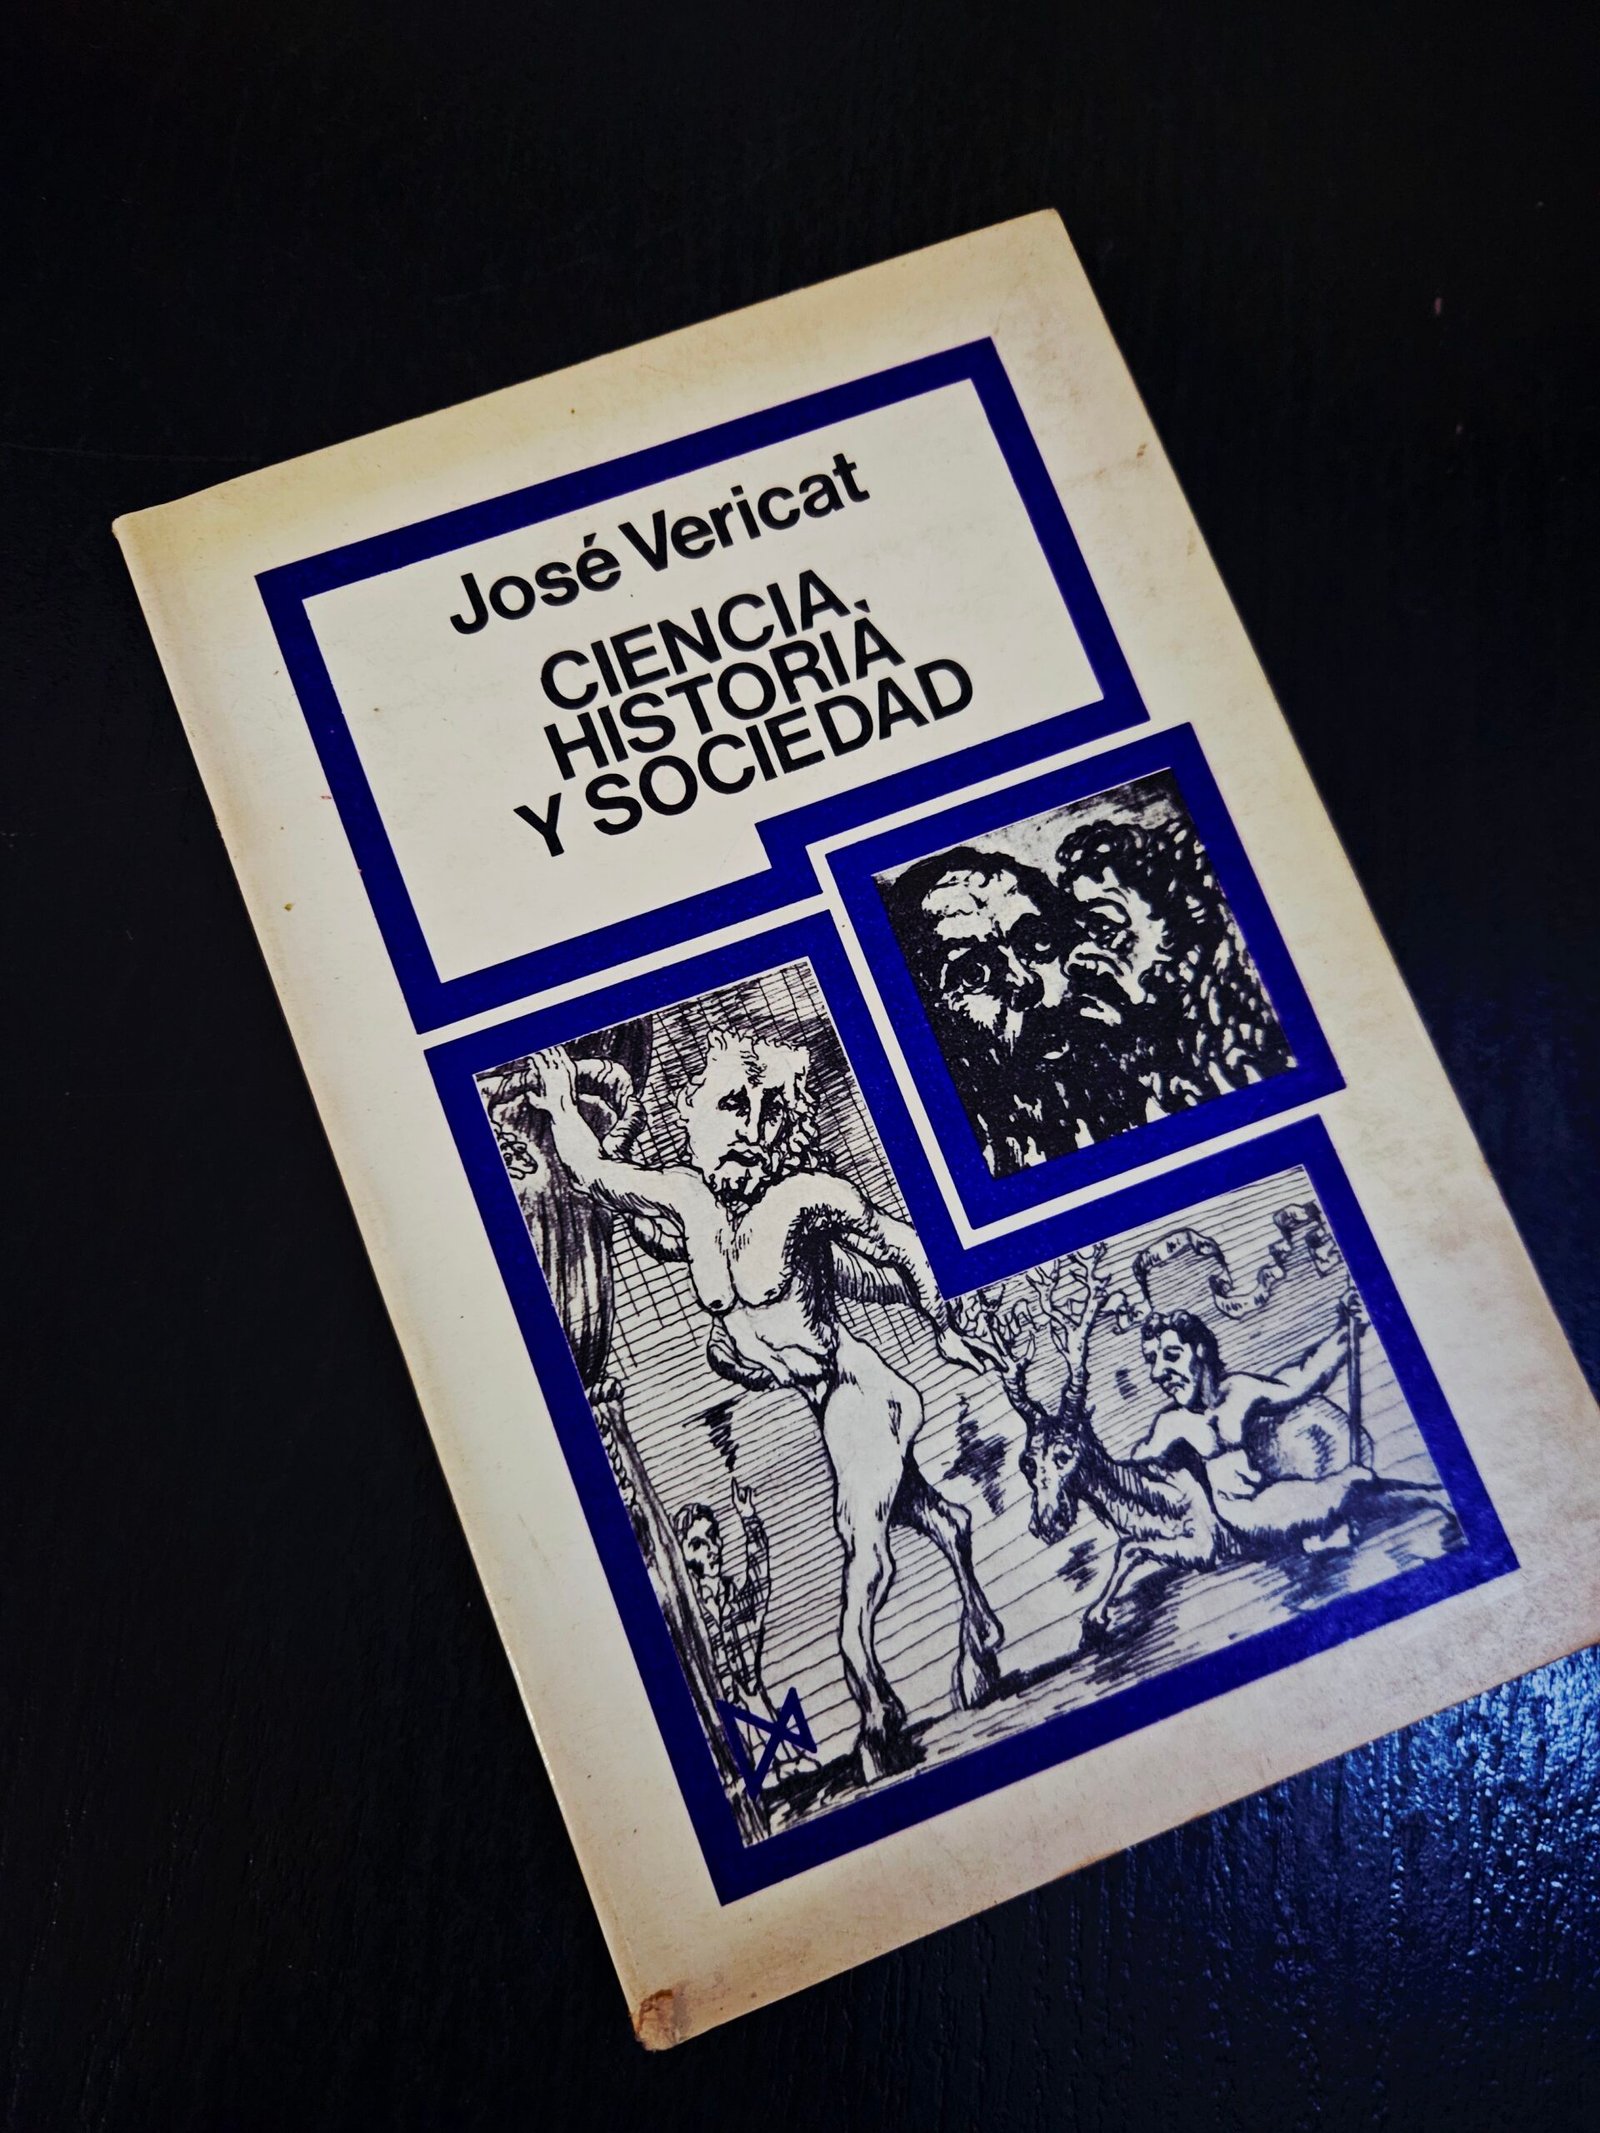 José Vericat
CIENCIA,
HISTORIA
Y SOCIEDAD